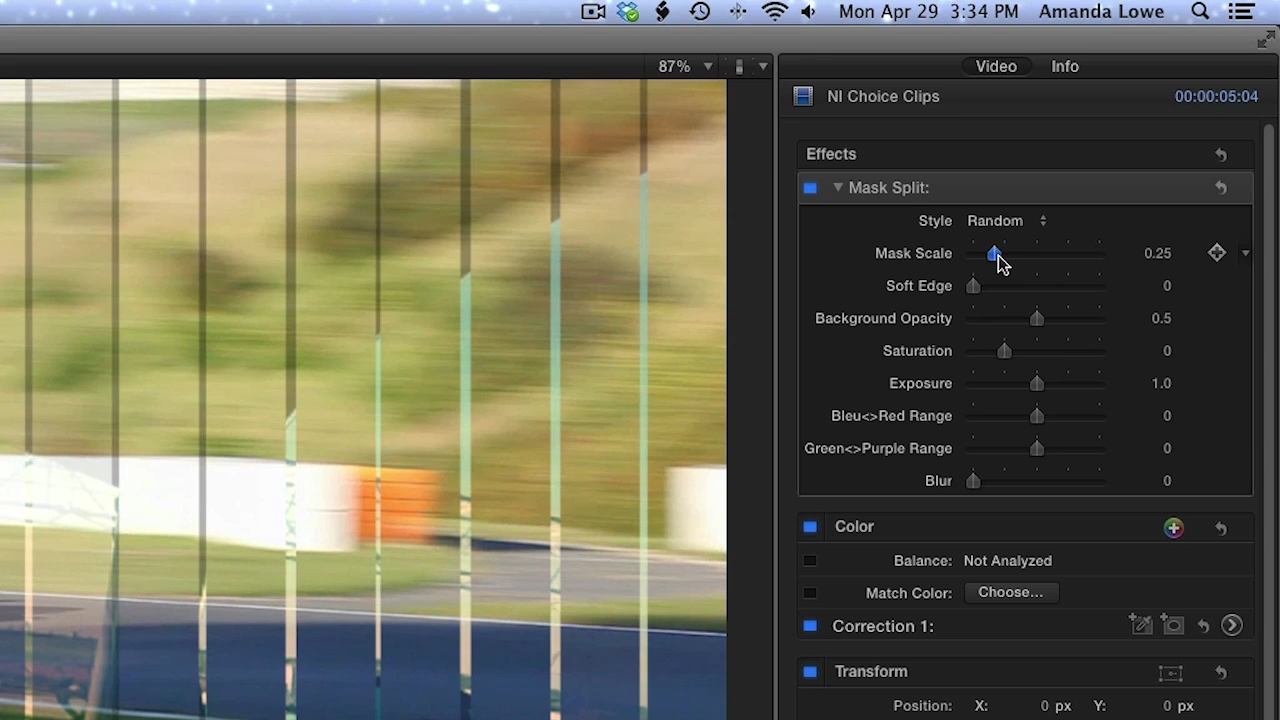 Mon Apr 29 3:34 PM Amanda Lowe
87%
Video Info
NI Choice Clips 00:00:05:04
Effects
Mask Split:
Style Random
Mask Scale 0.25
Soft Edge 0
Background Opacity 0.5
Saturation 0
Exposure 1.0
Bleu<>Red Range 0
Green<>Purple Range 0
Blur 0
Color
Balance: Not Analyzed
Match Color: Choose...
Correction 1:
Transform
Position: X: 0 px Y: 0 px